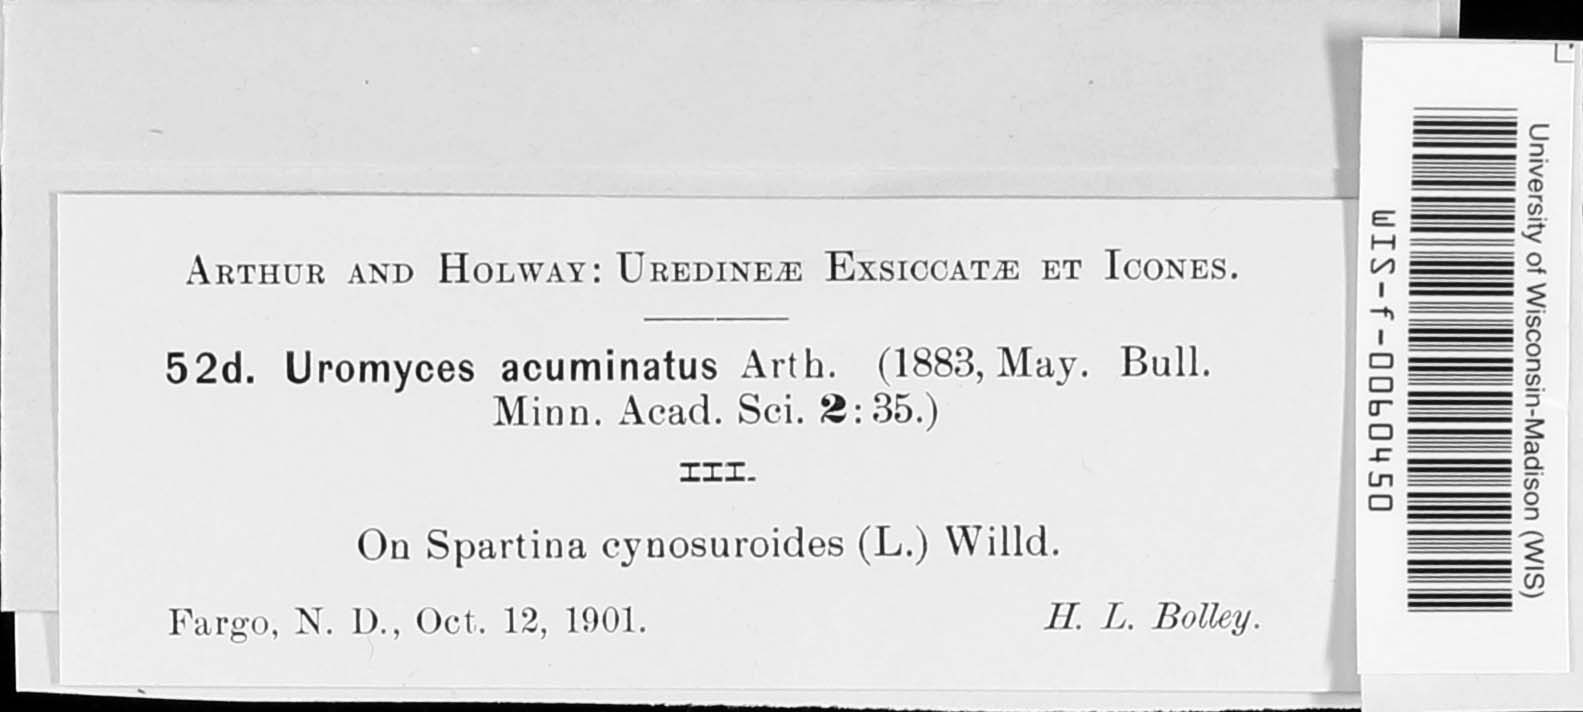 ARTHUR AND HOLWAY: UREDINEÆ EXSICCATÆ ET ICONES.
52d. Uromyces acuminatus Arth. (1883, May. Bull.
Minn. Acad. Sci. 2:35.)
III.
On Spartina cynosuroides (L.) Willd.
Fargo, N. D., Oct. 12, 1901. H. L. Bolley.
WIS-f-0060450
University of Wisconsin-Madison (WIS)